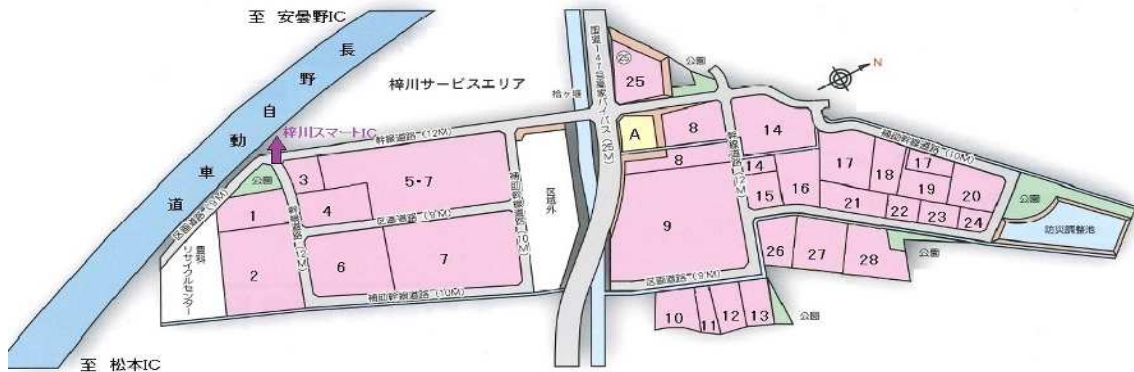 至 安曇野IC
長野自動車道
梓川サービスエリア
梓川スマートIC
拾ヶ堰
国道147号豊科バイパス(25M)
公園
N
㉕
25
A
8
14
幹線道路(12M)
補助幹線道路(10M)
3
5-7
8
幹線道路(12M)
14
15
16
17
18
17
19
20
公園
区画道路(9M)
公園
1
4
幹線道路(12M)
区画道路(9M)
補助幹線道路(10M)
区域外
9
21
22
23
24
防災調整池
豊科リサイクルセンター
2
6
7
26
27
28
公園
補助幹線道路(10M)
区画道路(9M)
10
11
12
13
公園
至 松本IC